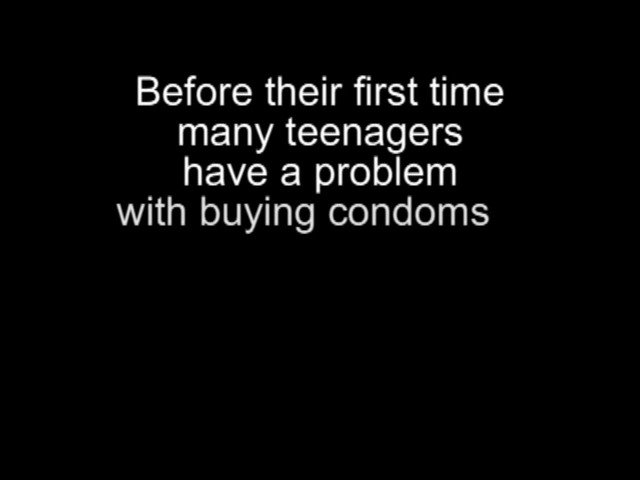 Before their first time
many teenagers
have a problem
with buying condoms